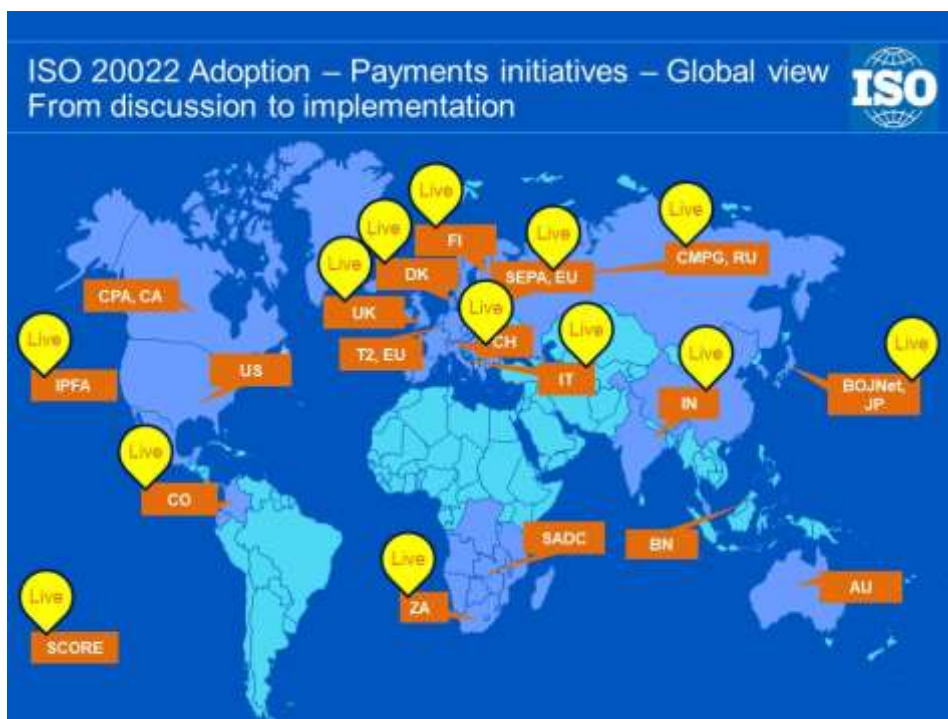 ISO 20022 Adoption – Payments initiatives – Global view
From discussion to implementation
ISO
Live
Live
Live
Live
Live
FI
CMPG, RU
SEPA, EU
DK
CPA, CA
Live
UK
CH
Live
Live
Live
Live
T2, EU
IPFA
US
IT
IN
BOJNet,
JP
Live
CO
SADC
BN
Live
ZA
AU
Live
SCORE